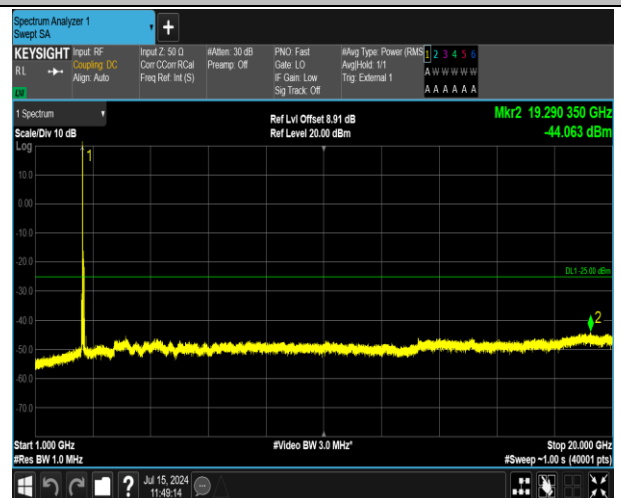 Spectrum Analyzer 1
Swept SA
KEYSIGHT Input: RF Input Z: 50 Ω #Atten: 30 dB PNO: Fast #Avg Type: Power (RMS 1 2 3 4 5 6
RL Coupling: DC Corr CCorr RCal Preamp: Off Gate: LO Avg|Hold: 1/1 A W W W W W
Align: Auto Freq Ref: Int (S) IF Gain: Low Trig: External 1
Sig Track: Off A A A A A A
1 Spectrum Ref Lvl Offset 8.91 dB Mkr2 19.290 350 GHz
Scale/Div 10 dB Ref Level 20.00 dBm -44.063 dBm
Log
1
10.0
0.00
-10.0
-20.0
DL1 -25.00 dBm
-30.0
-40.0
2
-50.0
-60.0
-70.0
Start 1.000 GHz #Video BW 3.0 MHz* Stop 20.000 GHz
#Res BW 1.0 MHz #Sweep ~1.00 s (40001 pts)
? Jul 15, 2024
11:49:14